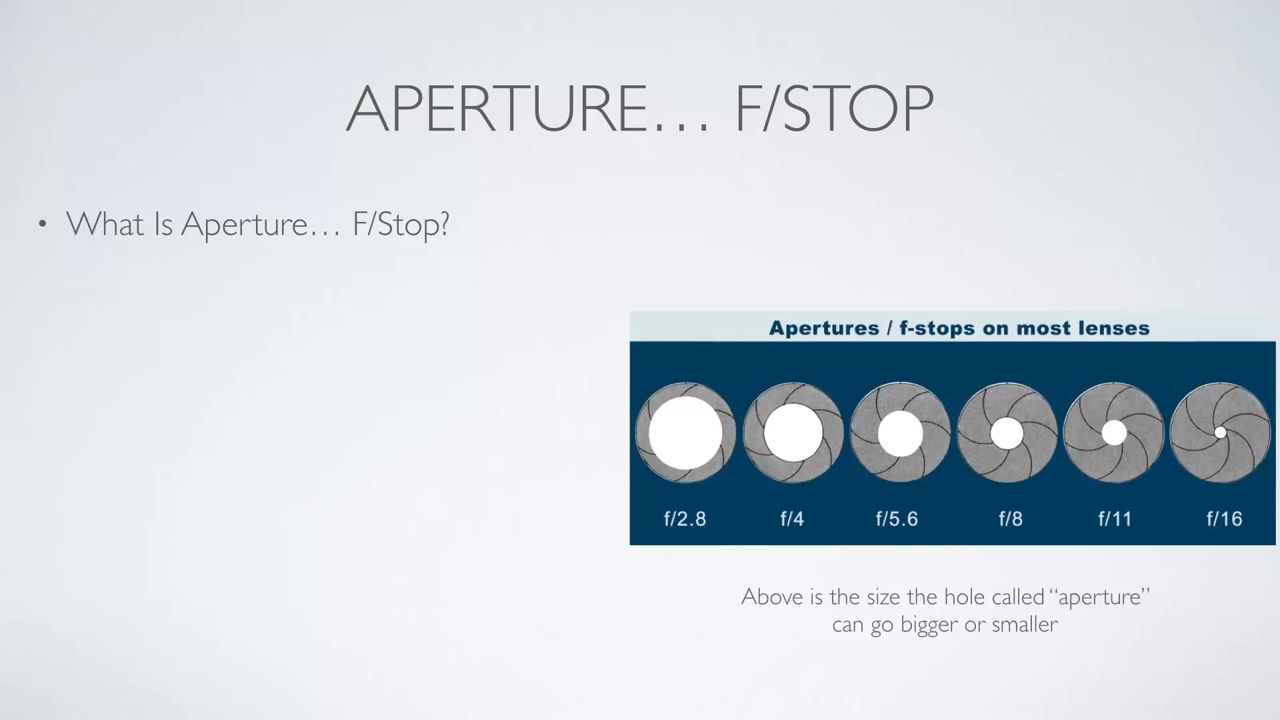 APERTURE… F/STOP
• What Is Aperture… F/Stop?
Apertures / f-stops on most lenses
f/2.8 f/4 f/5.6 f/8 f/11 f/16
Above is the size the hole called “aperture”
can go bigger or smaller